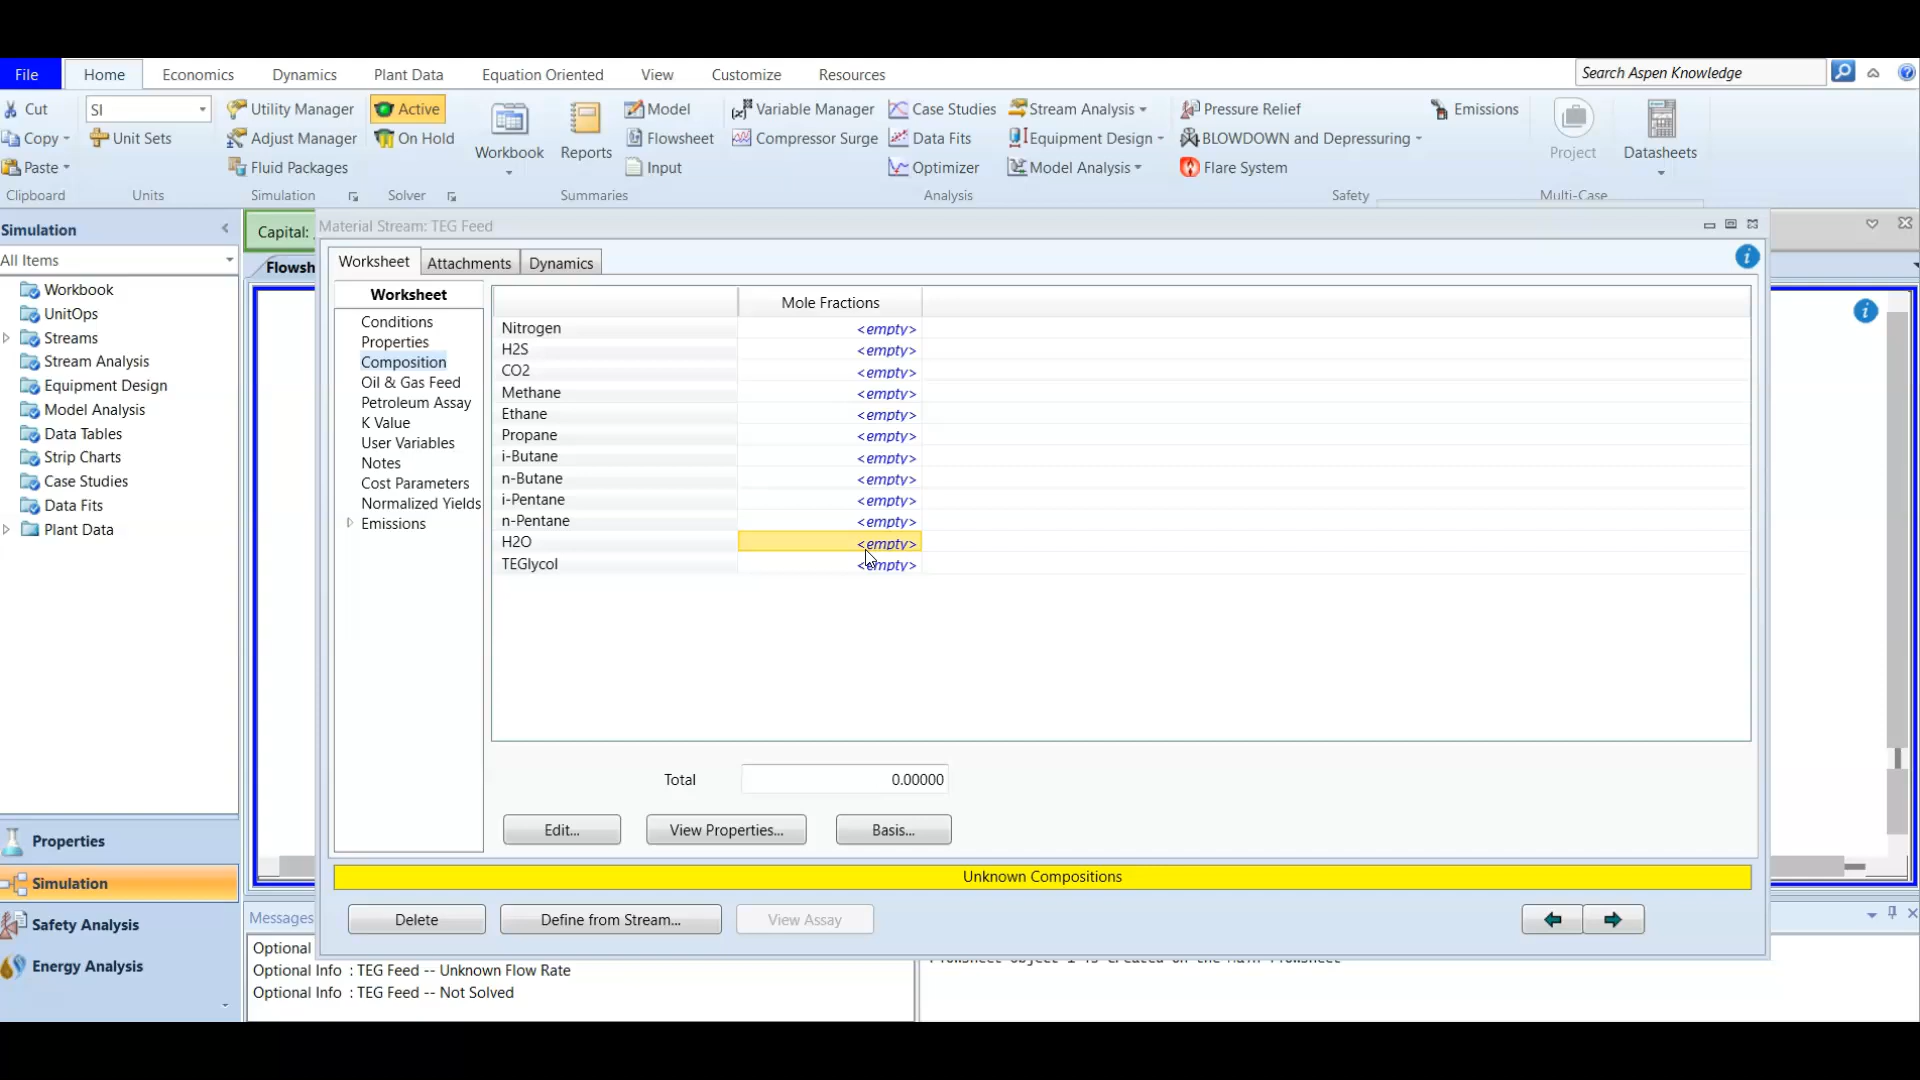 File Home Economics Dynamics Plant Data Equation Oriented View Customize Resources Search Aspen Knowledge
Cut SI Utility Manager Active Model Variable Manager Case Studies Stream Analysis Pressure Relief Emissions
Copy Unit Sets Adjust Manager On Hold Workbook Reports Flowsheet Compressor Surge Data Fits Equipment Design BLOWDOWN and Depressuring Project Datasheets
Paste Fluid Packages Input Optimizer Model Analysis Flare System
Clipboard Units Simulation Solver Summaries Analysis Safety Multi-Case
Simulation
All Items
Workbook
UnitOps
Streams
Stream Analysis
Equipment Design
Model Analysis
Data Tables
Strip Charts
Case Studies
Data Fits
Plant Data
Properties
Simulation
Safety Analysis
Energy Analysis
Capital:
Flowsh
Material Stream: TEG Feed
Worksheet Attachments Dynamics
Worksheet
Conditions
Properties
Composition
Oil & Gas Feed
Petroleum Assay
K Value
User Variables
Notes
Cost Parameters
Normalized Yields
Emissions
Mole Fractions
Nitrogen <empty>
H2S <empty>
CO2 <empty>
Methane <empty>
Ethane <empty>
Propane <empty>
i-Butane <empty>
n-Butane <empty>
i-Pentane <empty>
n-Pentane <empty>
H2O <empty>
TEGlycol <empty>
Total 0.00000
Edit... View Properties... Basis...
Unknown Compositions
Delete Define from Stream... View Assay
Messages
Optional
Optional Info : TEG Feed -- Unknown Flow Rate
Optional Info : TEG Feed -- Not Solved